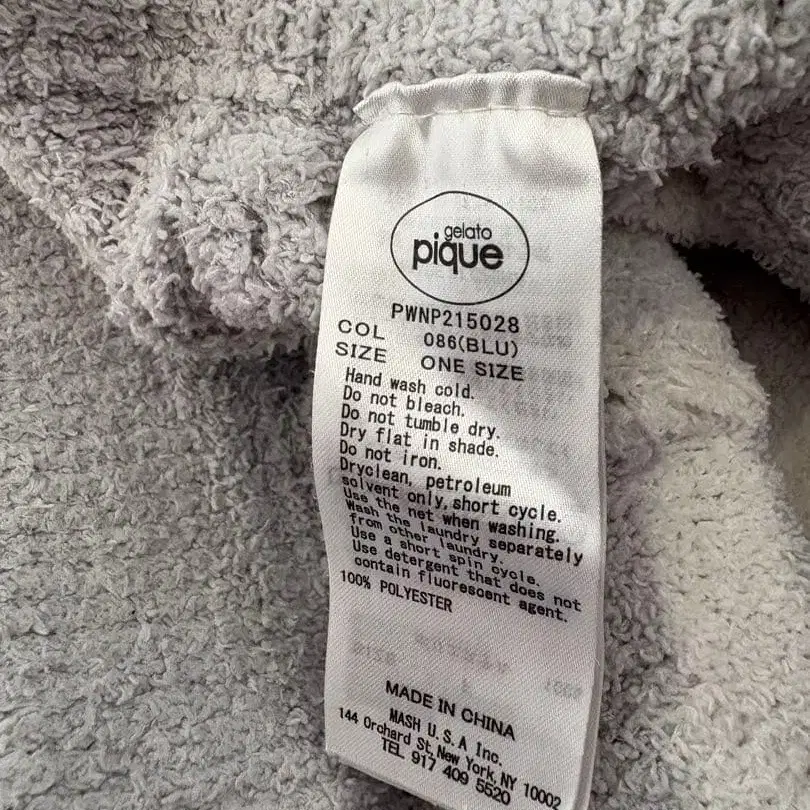 gelato
pique
PWNP215028
COL 086(BLU)
SIZE ONE SIZE
Hand wash cold.
Do not bleach.
Do not tumble dry.
Dry flat in shade.
Do not iron.
Dryclean, petroleum
solvent only, short cycle.
Use the net when washing.
Wash the laundry separately
from other laundry.
Use a short spin cycle.
Use detergent that does not
contain fluorescent agent.
100% POLYESTER
MADE IN CHINA
MASH U.S.A Inc.
144 Orchard St, New York, NY 10002
TEL 917 409 5520